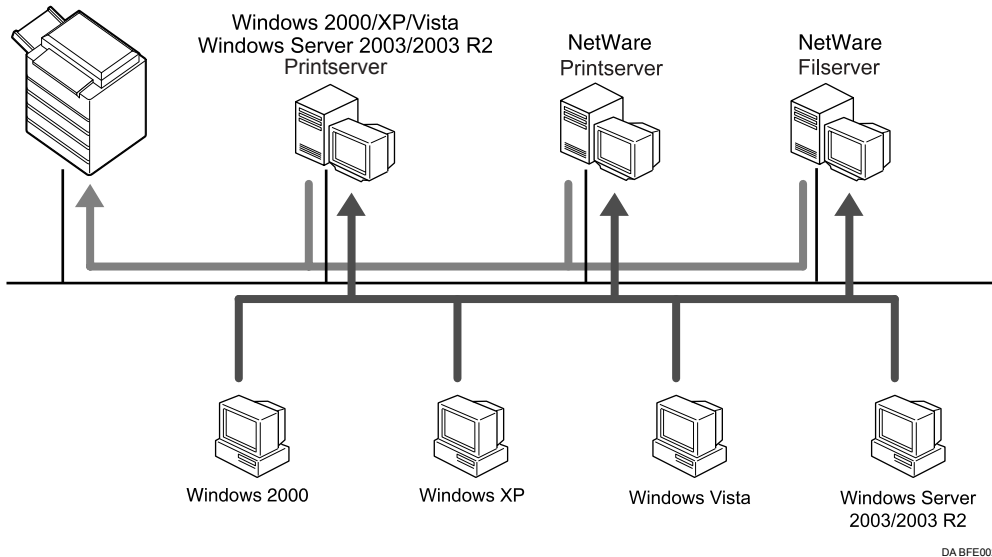 Windows 2000/XP/Vista
Windows Server 2003/2003 R2
Printserver
NetWare
Printserver
NetWare
Filserver
Windows 2000
Windows XP
Windows Vista
Windows Server
2003/2003 R2
DA BFE00